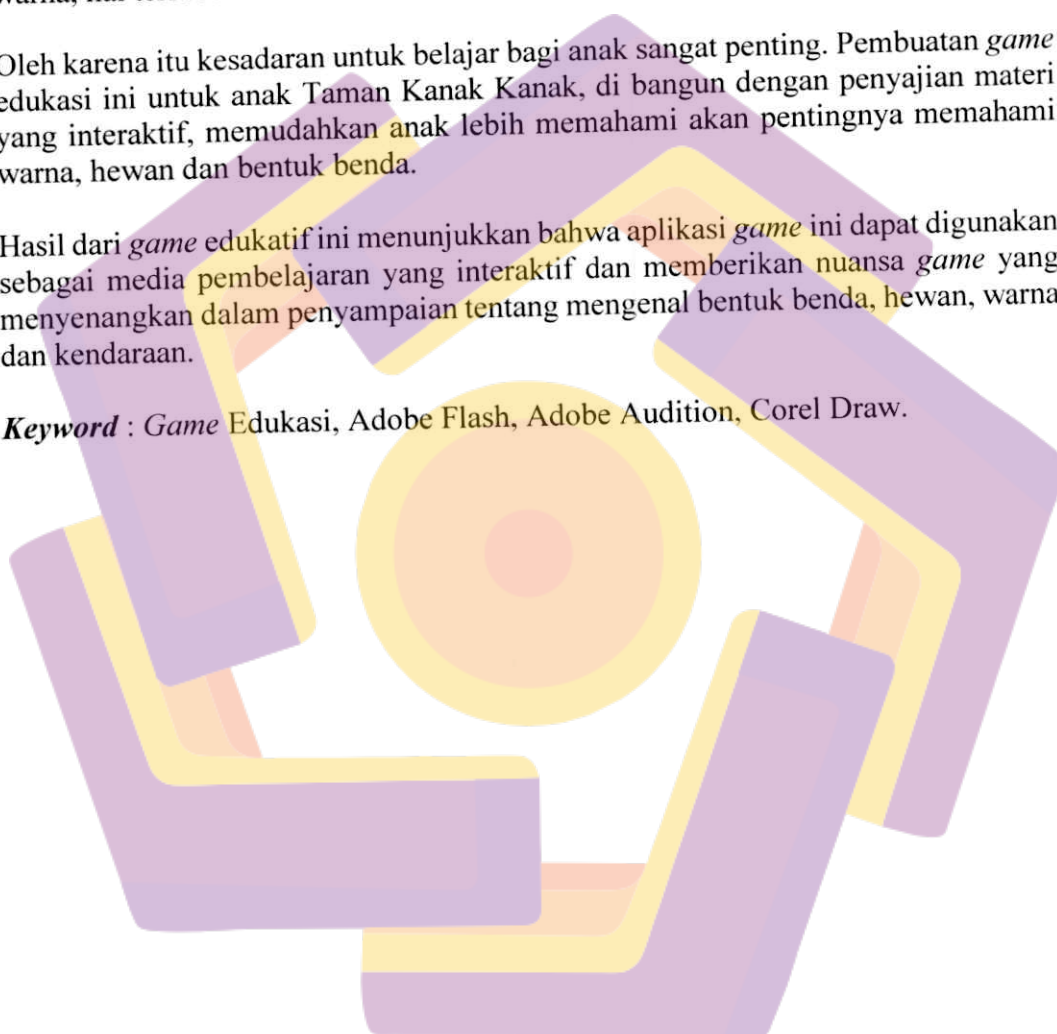 Oleh karena itu kesadaran untuk belajar bagi anak sangat penting. Pembuatan game
edukasi ini untuk anak Taman Kanak Kanak, di bangun dengan penyajian materi
yang interaktif, memudahkan anak lebih memahami akan pentingnya memahami
warna, hewan dan bentuk benda.
Hasil dari game edukatif ini menunjukkan bahwa aplikasi game ini dapat digunakan
sebagai media pembelajaran yang interaktif dan memberikan nuansa game yang
menyenangkan dalam penyampaian tentang mengenal bentuk benda, hewan, warna
dan kendaraan.
Keyword : Game Edukasi, Adobe Flash, Adobe Audition, Corel Draw.